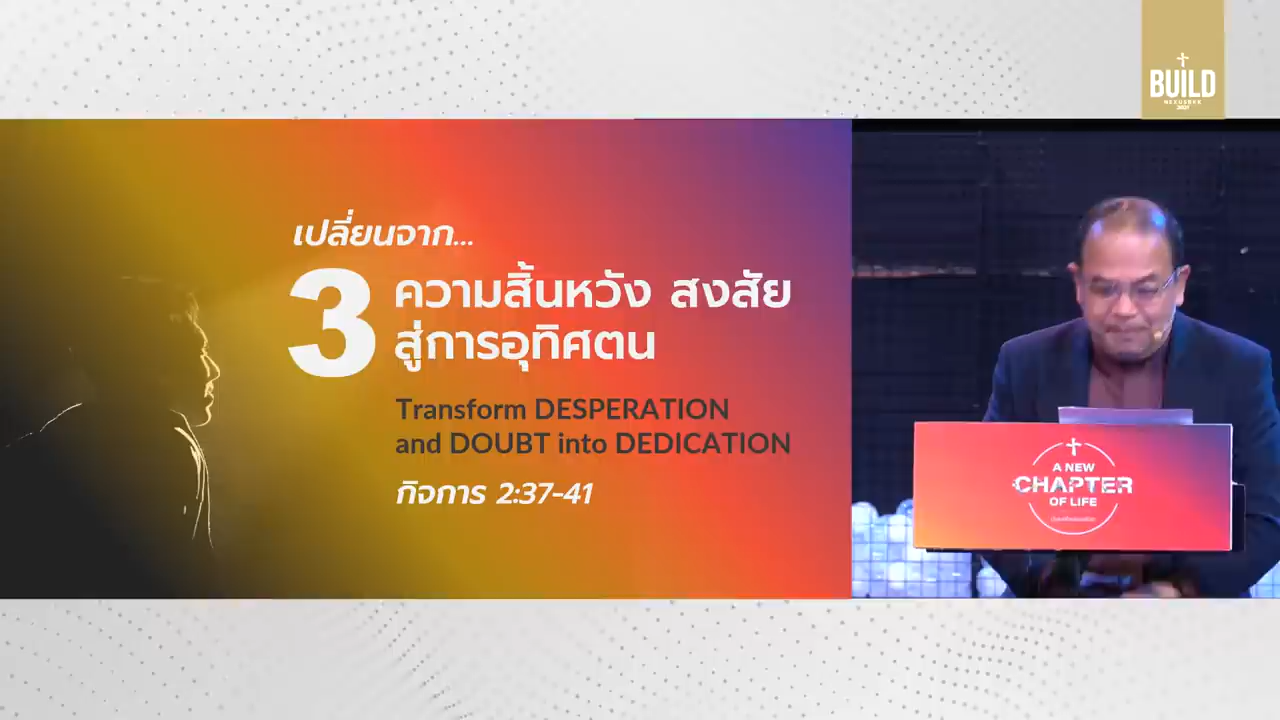 BUILD
NEXUSBKK
2021
เปลี่ยนจาก...
3 ความสิ้นหวัง สงสัย
สู่การอุทิศตน
Transform DESPERATION
and DOUBT into DEDICATION
กิจการ 2:37-41
A NEW
CHAPTER
OF LIFE